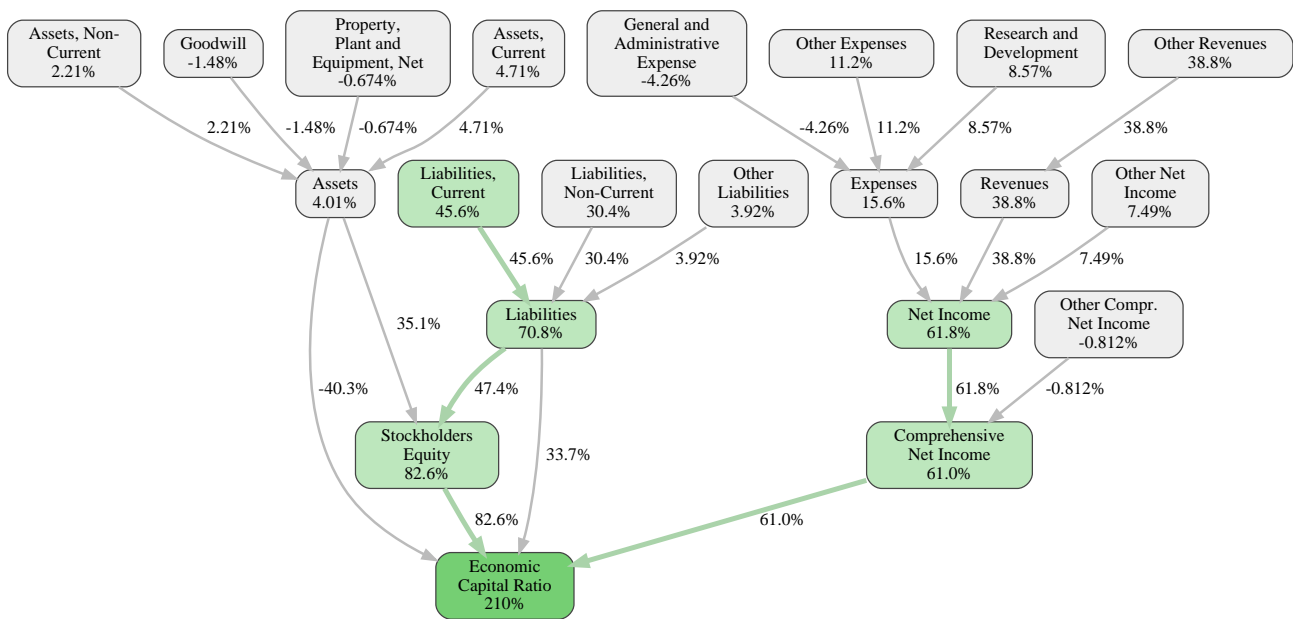 Assets, Non-
Current
2.21%
Goodwill
-1.48%
Property,
Plant and
Equipment, Net
-0.674%
Assets,
Current
4.71%
General and
Administrative
Expense
-4.26%
Other Expenses
11.2%
Research and
Development
8.57%
Other Revenues
38.8%
2.21%
-1.48%
-0.674%
4.71%
-4.26%
11.2%
8.57%
38.8%
Assets
4.01%
Liabilities,
Current
45.6%
Liabilities,
Non-Current
30.4%
Other
Liabilities
3.92%
Expenses
15.6%
Revenues
38.8%
Other Net
Income
7.49%
45.6%
30.4%
3.92%
15.6%
38.8%
7.49%
Liabilities
70.8%
Net Income
61.8%
Other Compr.
Net Income
-0.812%
35.1%
-40.3%
47.4%
61.8%
-0.812%
Stockholders
Equity
82.6%
33.7%
Comprehensive
Net Income
61.0%
82.6%
61.0%
Economic
Capital Ratio
210%